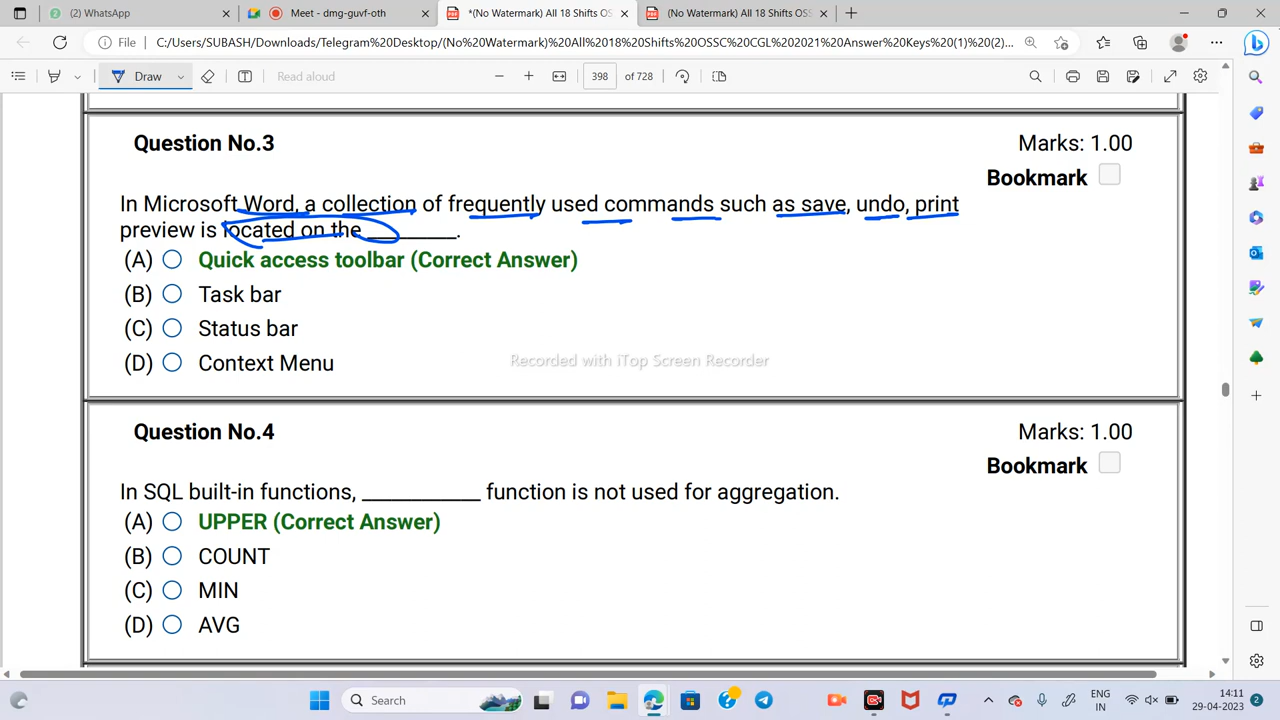 (2) WhatsApp
Meet - dmg-guvf-oth
*(No Watermark) All 18 Shifts OS
(No Watermark) All 18 Shifts OSS
File
C:/Users/SUBASH/Downloads/Telegram%20Desktop/(No%20Watermark)%20All%2018%20Shifts%20OSSC%20CGL%202021%20Answer%20Keys%20(1)%20(2)...
Draw
Read aloud
398 of 728
Question No.3
Marks: 1.00
Bookmark
In Microsoft Word, a collection of frequently used commands such as save, undo, print
preview is located on the _________.
(A) Quick access toolbar (Correct Answer)
(B) Task bar
(C) Status bar
(D) Context Menu
Recorded with iTop Screen Recorder
Question No.4
Marks: 1.00
Bookmark
In SQL built-in functions, ____________ function is not used for aggregation.
(A) UPPER (Correct Answer)
(B) COUNT
(C) MIN
(D) AVG
Search
ENG
IN
14:11
29-04-2023
2